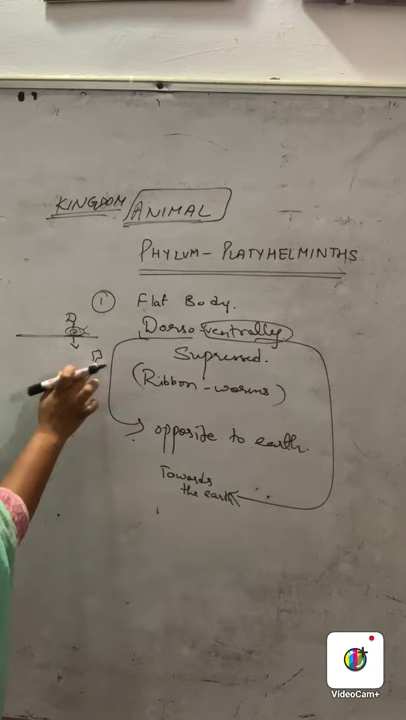 KINGDOM ANIMAL
PHYLUM - PLATYHELMINTHS
① Flat Body.
Dorso ventrally
Supressed.
(Ribbon - worms)
opposite to earth.
Towards
the earth
VideoCam+